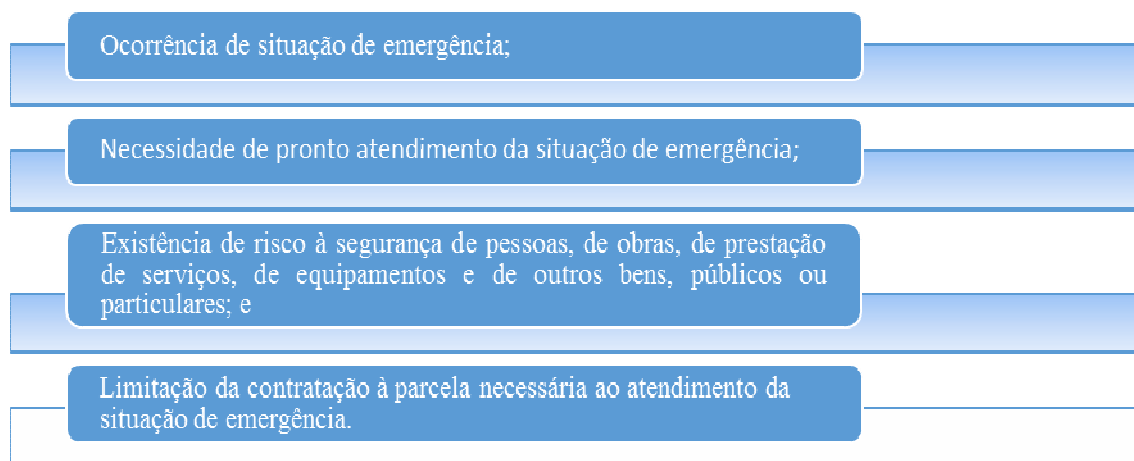 Ocorrência de situação de emergência;
Necessidade de pronto atendimento da situação de emergência;
Existência de risco à segurança de pessoas, de obras, de prestação
de serviços, de equipamentos e de outros bens, públicos ou
particulares; e
Limitação da contratação à parcela necessária ao atendimento da
situação de emergência.